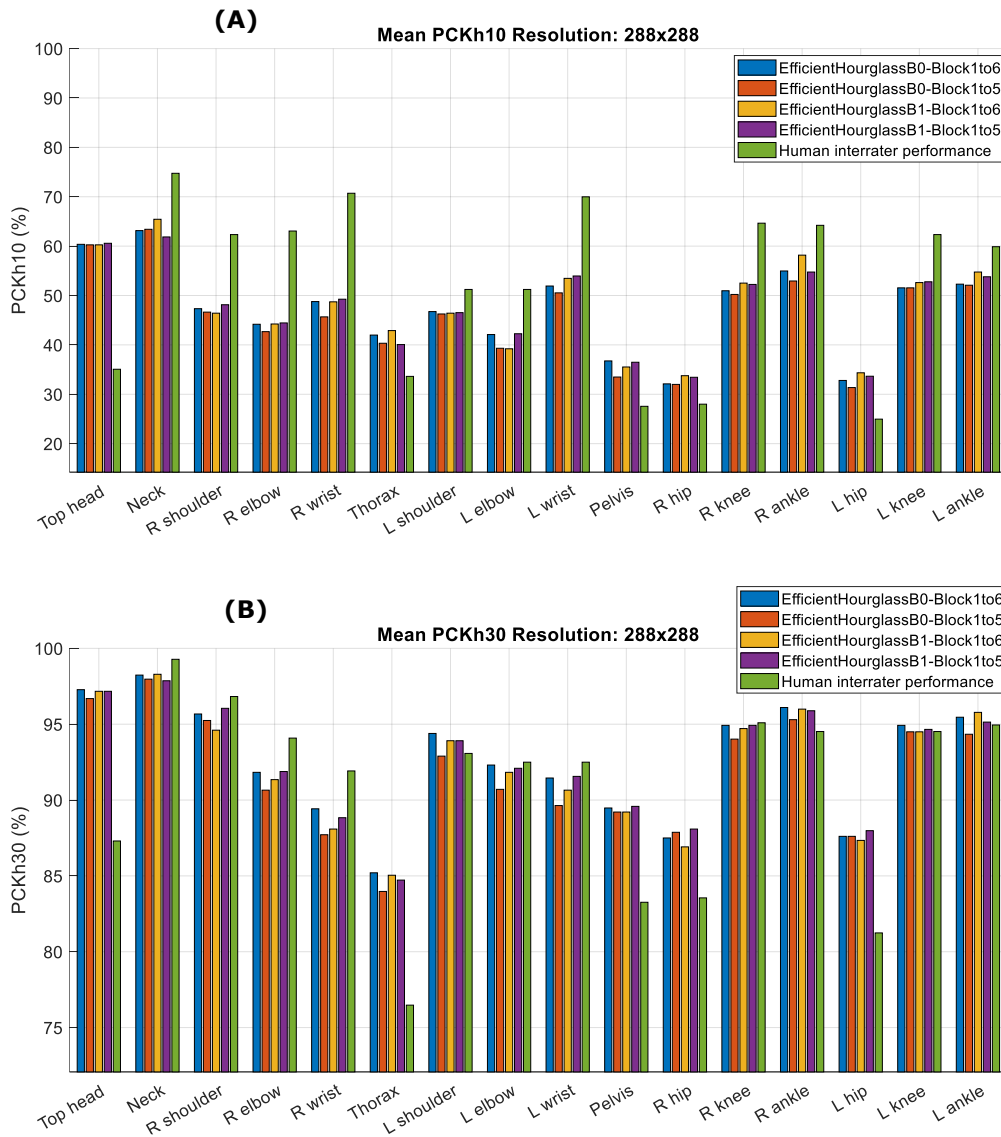 (A)
Mean PCKh10 Resolution: 288x288
EfficientHourglassB0-Block1to6
EfficientHourglassB0-Block1to5
EfficientHourglassB1-Block1to6
EfficientHourglassB1-Block1to5
Human interrater performance
PCKh10 (%)
100
90
80
70
60
50
40
30
20
Top head
Neck
R shoulder
R elbow
R wrist
Thorax
L shoulder
L elbow
L wrist
Pelvis
R hip
R knee
R ankle
L hip
L knee
L ankle
(B)
Mean PCKh30 Resolution: 288x288
EfficientHourglassB0-Block1to6
EfficientHourglassB0-Block1to5
EfficientHourglassB1-Block1to6
EfficientHourglassB1-Block1to5
Human interrater performance
PCKh30 (%)
100
95
90
85
80
75
Top head
Neck
R shoulder
R elbow
R wrist
Thorax
L shoulder
L elbow
L wrist
Pelvis
R hip
R knee
R ankle
L hip
L knee
L ankle